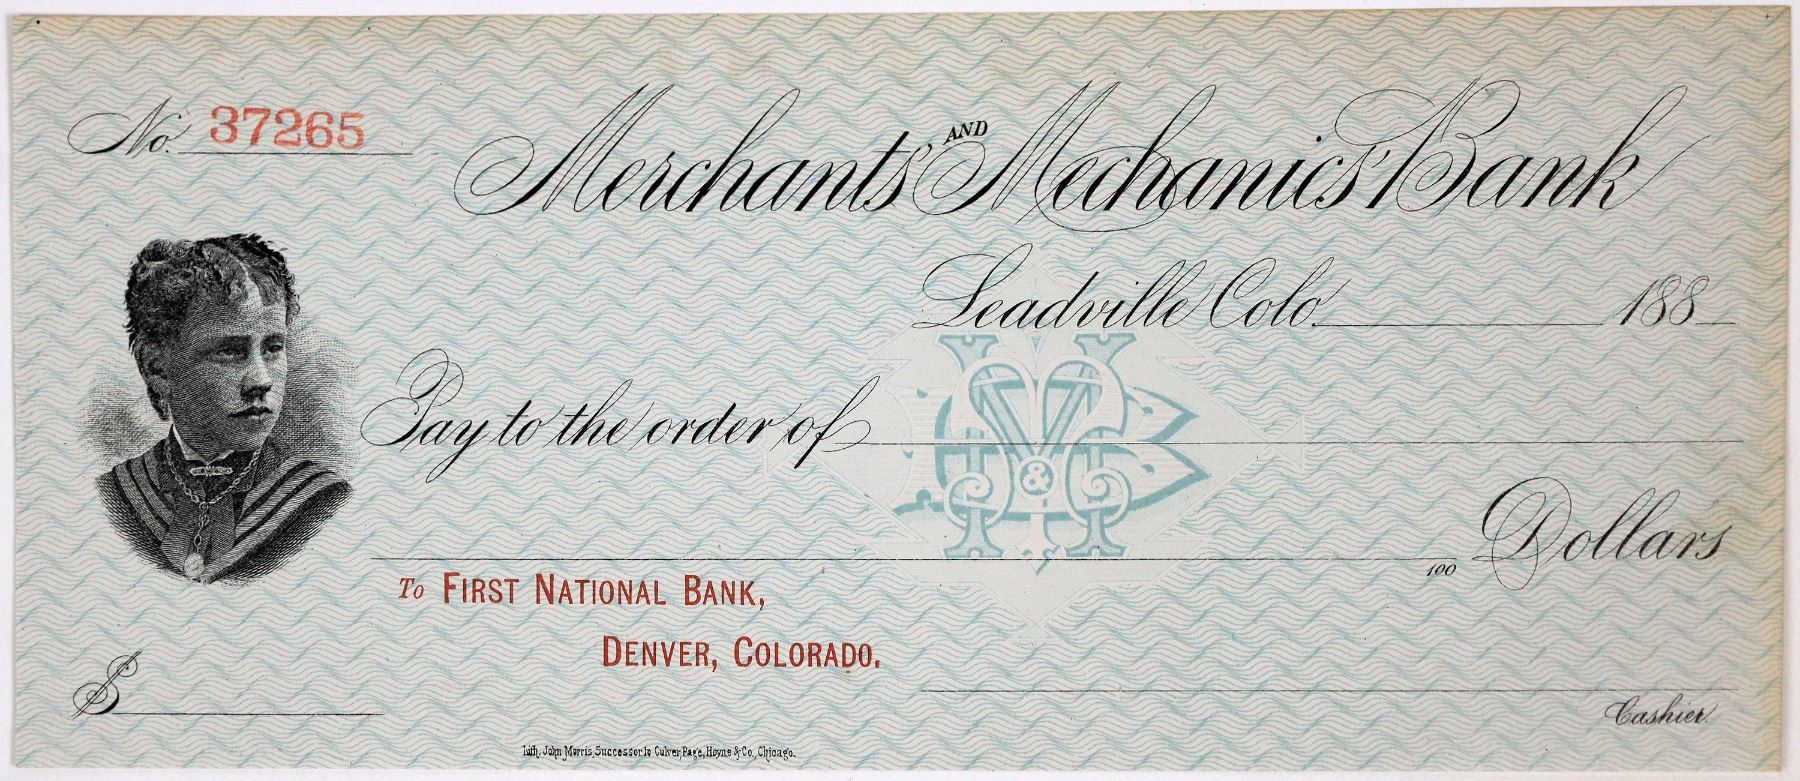 No. 37265
Merchants' AND Mechanics' Bank
Leadville Colo. 188
Pay to the order of
M & M B
100 Dollars
To FIRST NATIONAL BANK,
DENVER, COLORADO.
$
Cashier.
Lith. John Morris, Successor to Culver, Page, Hoyne & Co., Chicago.